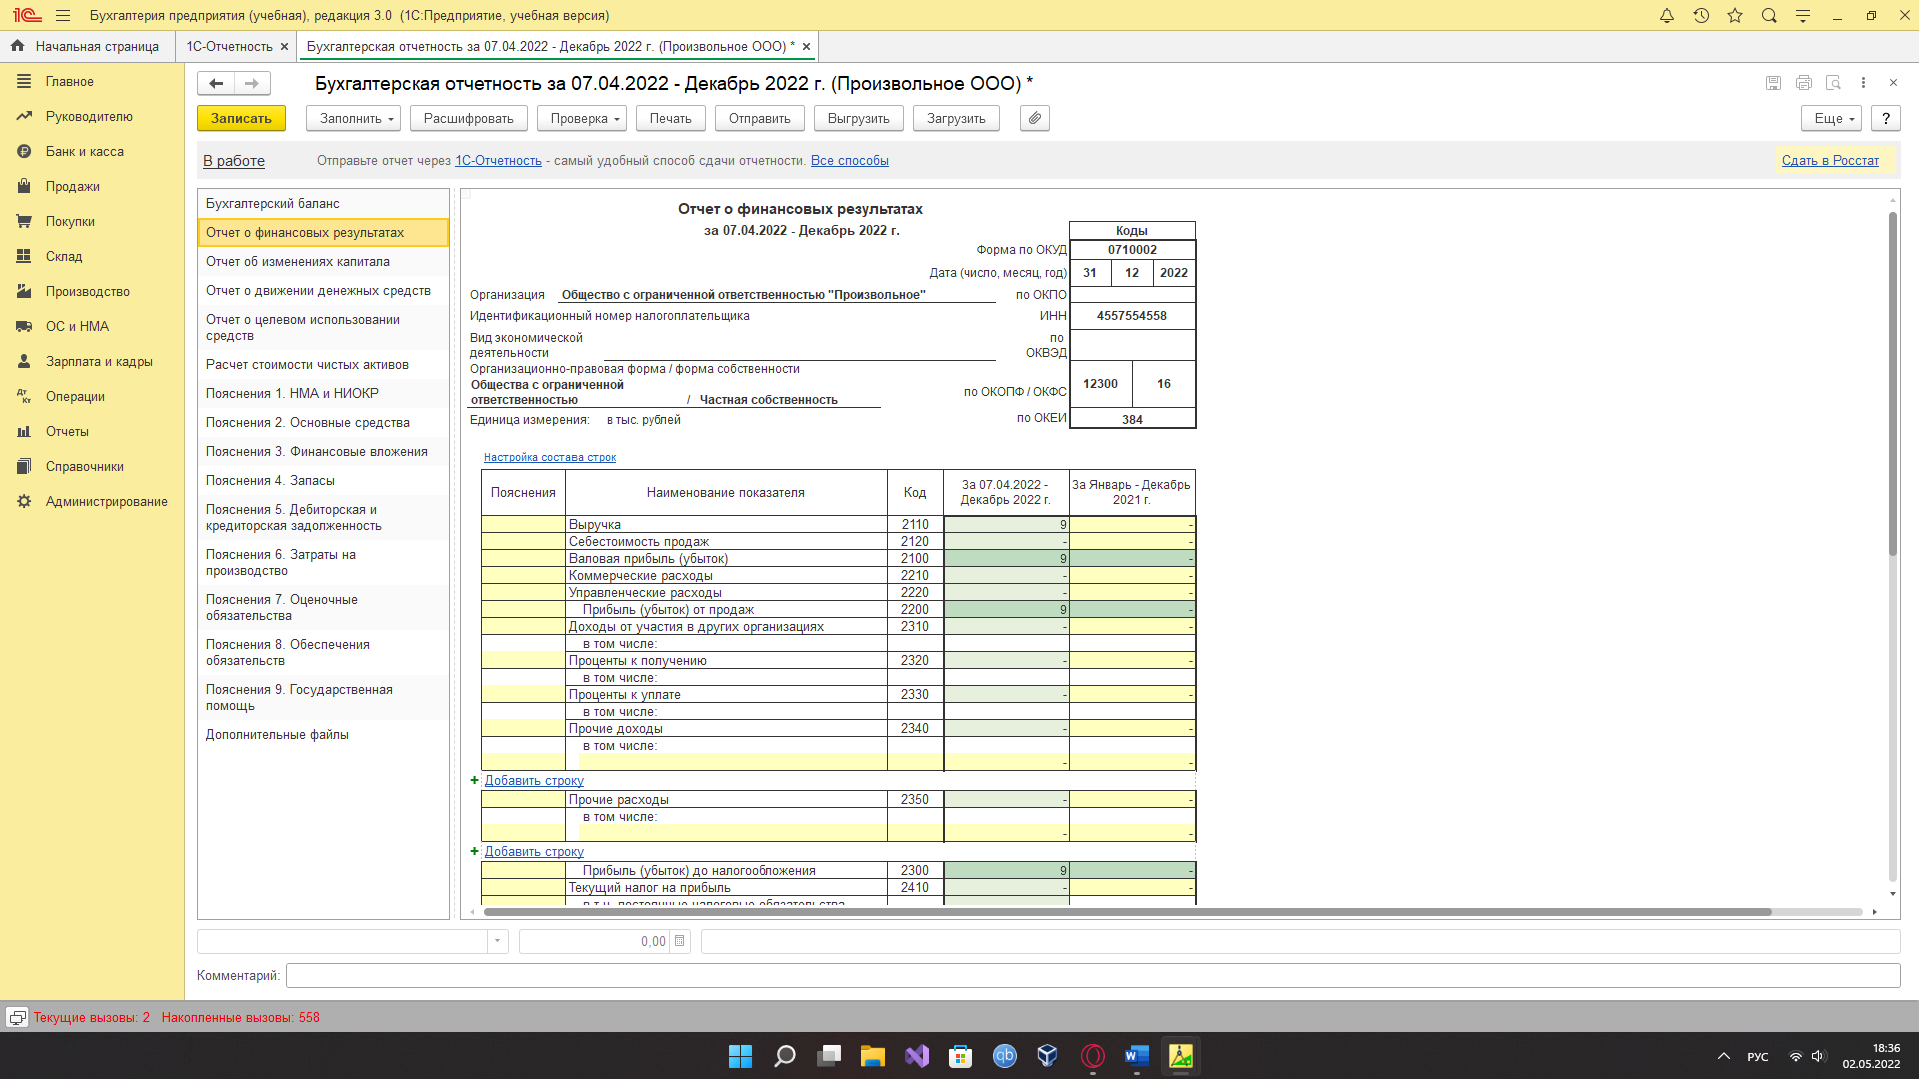 1С Бухгалтерия предприятия (учебная), редакция 3.0 (1С:Предприятие, учебная версия)
Начальная страница
1С-Отчетность ×
Бухгалтерская отчетность за 07.04.2022 - Декабрь 2022 г. (Произвольное ООО) * ×
Главное
Руководителю
Банк и касса
Продажи
Покупки
Склад
Производство
ОС и НМА
Зарплата и кадры
Операции
Отчеты
Справочники
Администрирование
Бухгалтерская отчетность за 07.04.2022 - Декабрь 2022 г. (Произвольное ООО) *
Записать Заполнить Расшифровать Проверка Печать Отправить Выгрузить Загрузить Еще ?
В работе Отправьте отчет через 1С-Отчетность - самый удобный способ сдачи отчетности. Все способы Сдать в Росстат
Бухгалтерский баланс
Отчет о финансовых результатах
Отчет об изменениях капитала
Отчет о движении денежных средств
Отчет о целевом использовании
средств
Расчет стоимости чистых активов
Пояснения 1. НМА и НИОКР
Пояснения 2. Основные средства
Пояснения 3. Финансовые вложения
Пояснения 4. Запасы
Пояснения 5. Дебиторская и
кредиторская задолженность
Пояснения 6. Затраты на
производство
Пояснения 7. Оценочные
обязательства
Пояснения 8. Обеспечения
обязательств
Пояснения 9. Государственная
помощь
Дополнительные файлы
Отчет о финансовых результатах
за 07.04.2022 - Декабрь 2022 г. Коды
Форма по ОКУД 0710002
Дата (число, месяц, год) 31 12 2022
Организация Общество с ограниченной ответственностью "Произвольное" по ОКПО
Идентификационный номер налогоплательщика ИНН 4557554558
Вид экономической по
деятельности ОКВЭД
Организационно-правовая форма / форма собственности
Общества с ограниченной
ответственностью / Частная собственность по ОКОПФ / ОКФС 12300 16
Единица измерения: в тыс. рублей по ОКЕИ 384
Настройка состава строк
Пояснения Наименование показателя Код За 07.04.2022 - За Январь - Декабрь
Декабрь 2022 г. 2021 г.
Выручка 2110 9 -
Себестоимость продаж 2120 - -
Валовая прибыль (убыток) 2100 9 -
Коммерческие расходы 2210 - -
Управленческие расходы 2220 - -
Прибыль (убыток) от продаж 2200 9 -
Доходы от участия в других организациях 2310 - -
в том числе:
Проценты к получению 2320 - -
в том числе:
Проценты к уплате 2330 - -
в том числе:
Прочие доходы 2340 - -
в том числе:
- -
+ Добавить строку
Прочие расходы 2350 - -
в том числе:
- -
+ Добавить строку
Прибыль (убыток) до налогообложения 2300 9 -
Текущий налог на прибыль 2410 - -
в т.ч. постоянные налоговые обязательства
0,00
Комментарий:
Текущие вызовы: 2 Накопленные вызовы: 558
qb W РУС 18:36
02.05.2022